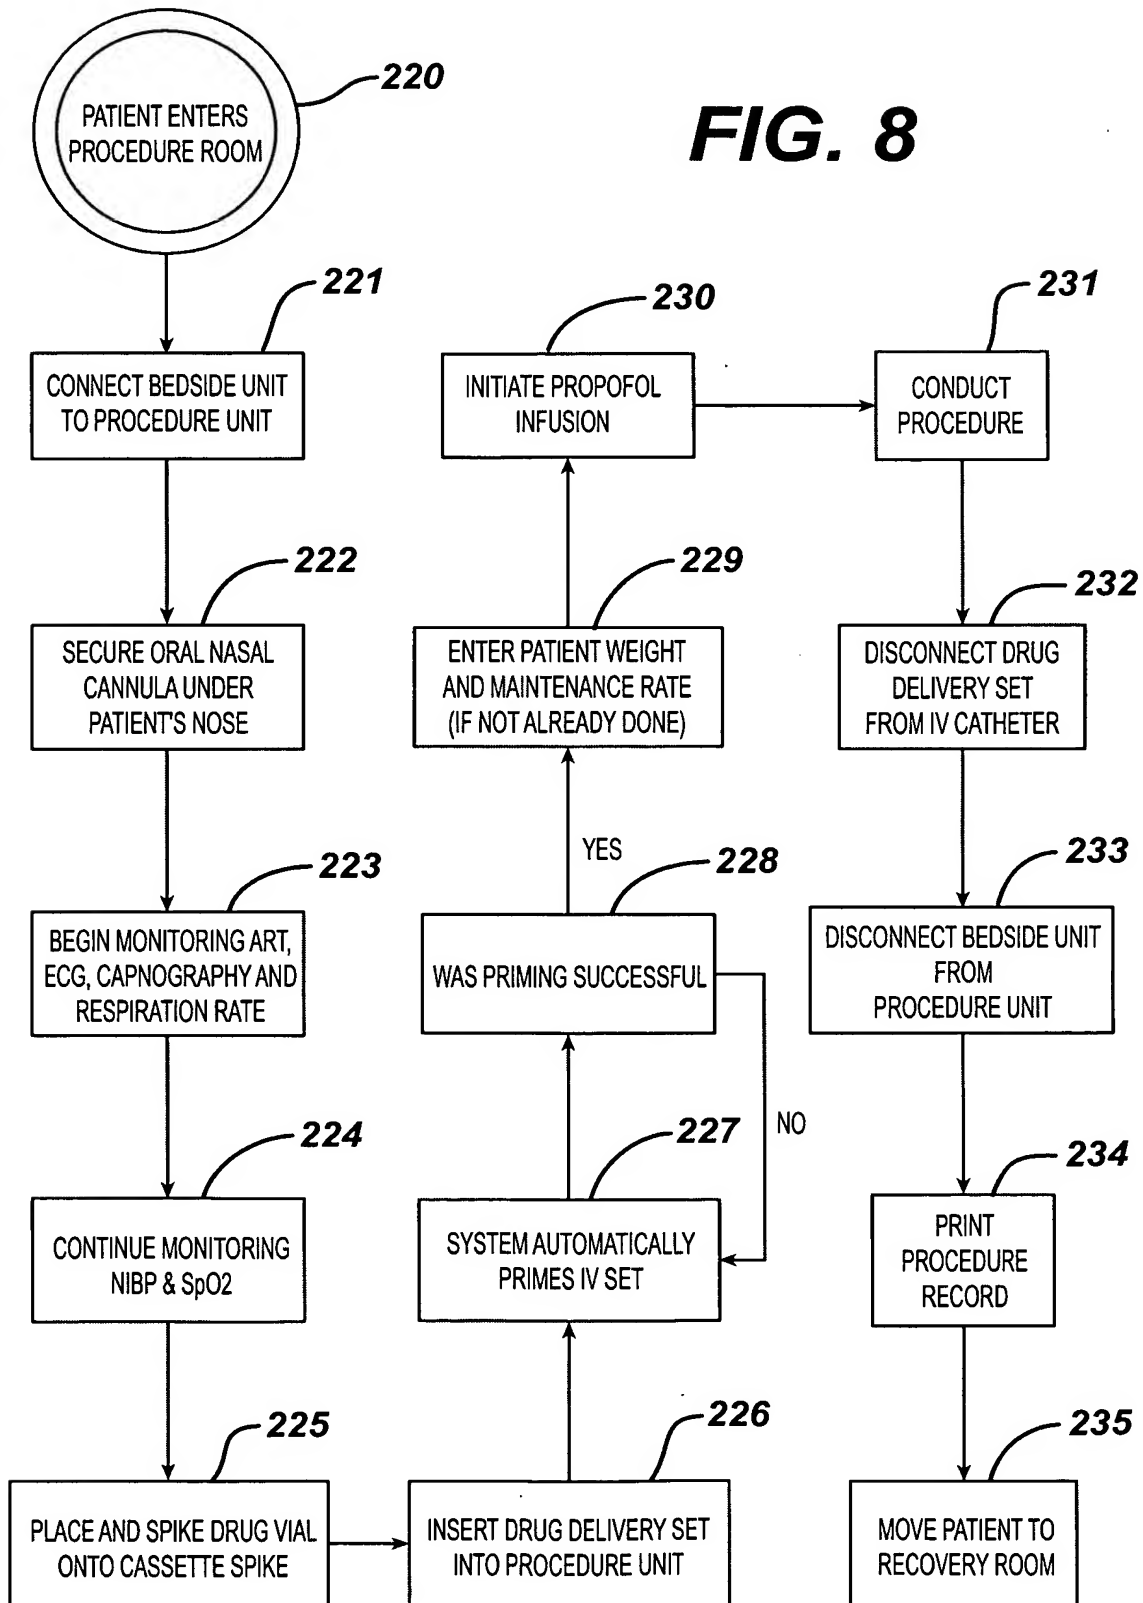 FIG. 8
220
PATIENT ENTERS
PROCEDURE ROOM
221
CONNECT BEDSIDE UNIT
TO PROCEDURE UNIT
222
SECURE ORAL NASAL
CANNULA UNDER
PATIENT'S NOSE
223
BEGIN MONITORING ART,
ECG, CAPNOGRAPHY AND
RESPIRATION RATE
224
CONTINUE MONITORING
NIBP & SpO2
225
PLACE AND SPIKE DRUG VIAL
ONTO CASSETTE SPIKE
226
INSERT DRUG DELIVERY SET
INTO PROCEDURE UNIT
227
SYSTEM AUTOMATICALLY
PRIMES IV SET
228
WAS PRIMING SUCCESSFUL
NO
YES
229
ENTER PATIENT WEIGHT
AND MAINTENANCE RATE
(IF NOT ALREADY DONE)
230
INITIATE PROPOFOL
INFUSION
231
CONDUCT
PROCEDURE
232
DISCONNECT DRUG
DELIVERY SET
FROM IV CATHETER
233
DISCONNECT BEDSIDE UNIT
FROM
PROCEDURE UNIT
234
PRINT
PROCEDURE
RECORD
235
MOVE PATIENT TO
RECOVERY ROOM